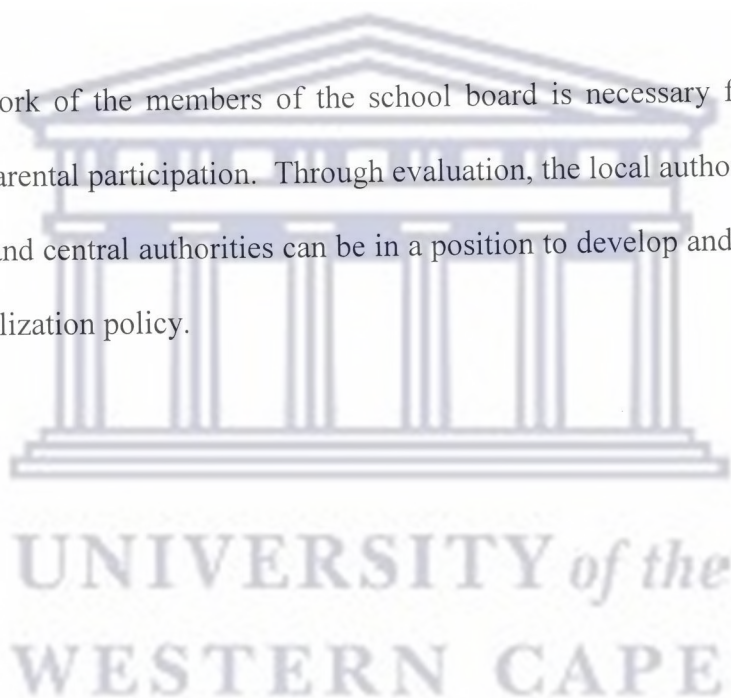 ork of the members of the school board is necessary f
arental participation. Through evaluation, the local autho
and central authorities can be in a position to develop and
lization policy.
UNIVERSITY of the
WESTERN CAPE